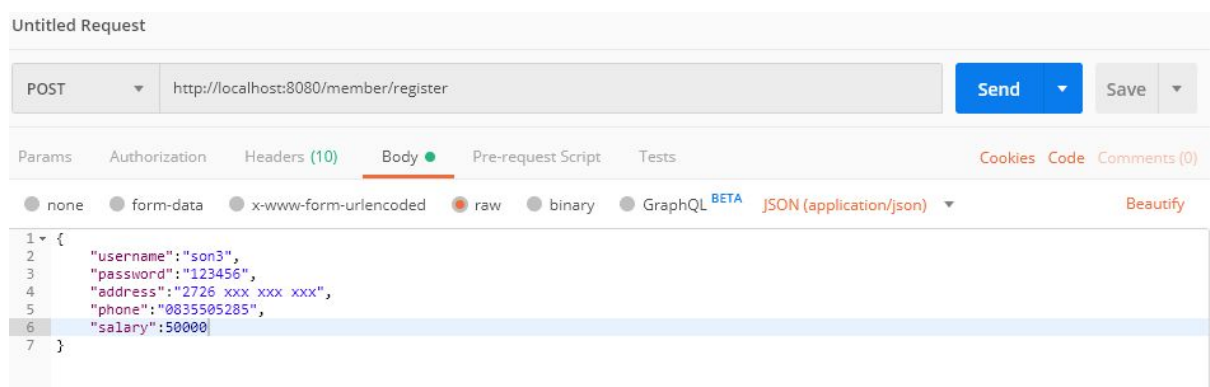 Untitled Request
POST http://localhost:8080/member/register Send Save
Params Authorization Headers (10) Body Pre-request Script Tests Cookies Code Comments (0)
none form-data x-www-form-urlencoded raw binary GraphQL BETA JSON (application/json) Beautify
1 {
2 "username":"son3",
3 "password":"123456",
4 "address":"2726 xxx xxx xxx",
5 "phone":"0835505285",
6 "salary":50000
7 }